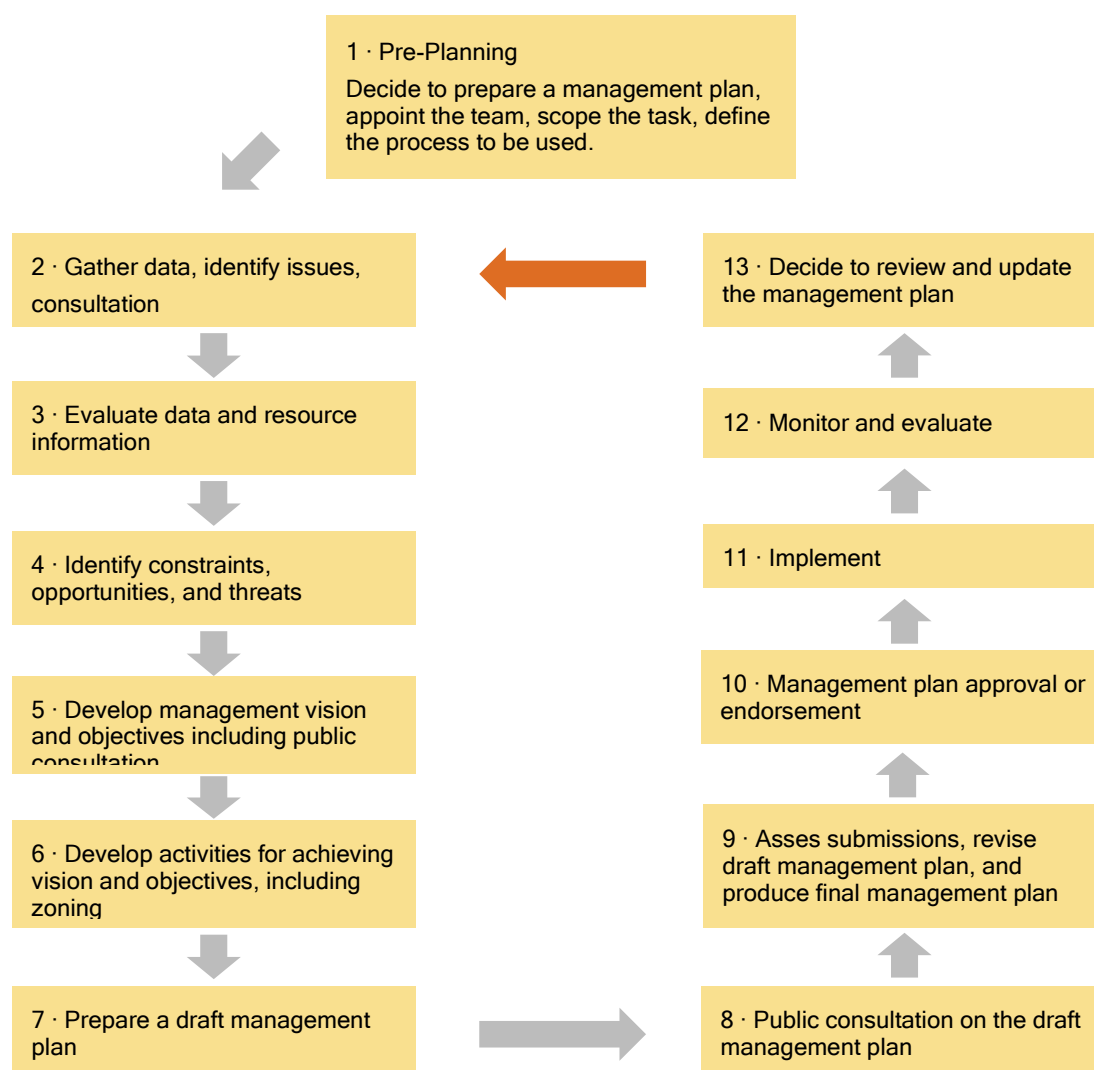 1 · Pre-Planning
Decide to prepare a management plan,
appoint the team, scope the task, define
the process to be used.
2 · Gather data, identify issues,
consultation
3 · Evaluate data and resource
information
4 · Identify constraints,
opportunities, and threats
5 · Develop management vision
and objectives including public
consultation
6 · Develop activities for achieving
vision and objectives, including
zoning
7 · Prepare a draft management
plan
8 · Public consultation on the draft
management plan
9 · Asses submissions, revise
draft management plan, and
produce final management plan
10 · Management plan approval or
endorsement
11 · Implement
12 · Monitor and evaluate
13 · Decide to review and update
the management plan